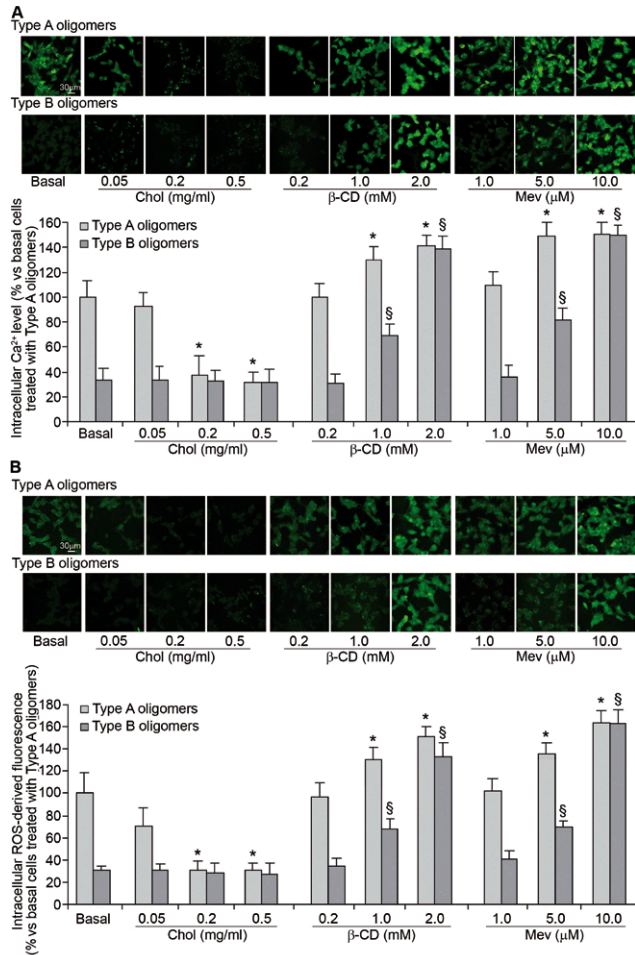 A
Type A oligomers
30µm
Type B oligomers
Basal 0.05 0.2 0.5 0.2 1.0 2.0 1.0 5.0 10.0
Chol (mg/ml) β-CD (mM) Mev (µM)
Intracellular Ca²⁺ level (% vs basal cells
treated with Type A oligomers)
160
140
120
100
80
60
40
20
0
Type A oligomers
Type B oligomers
* * * * § § * § * §
Basal 0.05 0.2 0.5 0.2 1.0 2.0 1.0 5.0 10.0
Chol (mg/ml) β-CD (mM) Mev (µM)
B
Type A oligomers
30µm
Type B oligomers
Basal 0.05 0.2 0.5 0.2 1.0 2.0 1.0 5.0 10.0
Chol (mg/ml) β-CD (mM) Mev (µM)
Intracellular ROS-derived fluorescence
(% vs basal cells treated with Type A oligomers)
180
160
140
120
100
80
60
40
20
0
Type A oligomers
Type B oligomers
* * * § * § * § * §
Basal 0.05 0.2 0.5 0.2 1.0 2.0 1.0 5.0 10.0
Chol (mg/ml) β-CD (mM) Mev (µM)